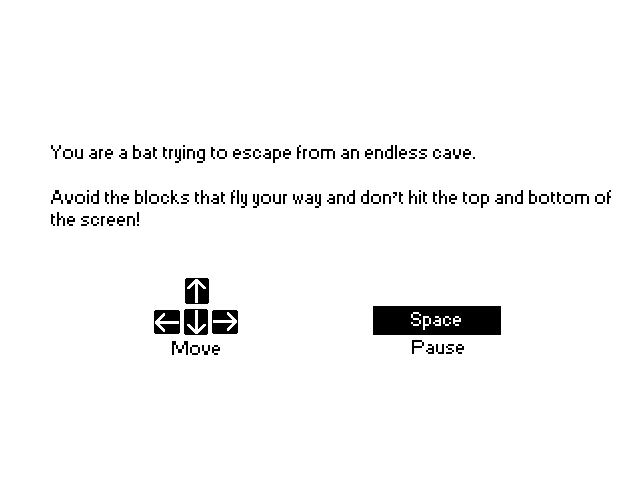 You are a bat trying to escape from an endless cave.
Avoid the blocks that fly your way and don't hit the top and bottom of
the screen!
Space
Move
Pause